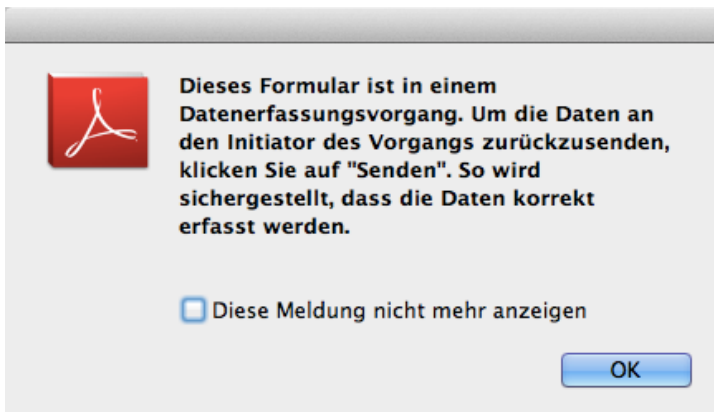 Dieses Formular ist in einem
Datenerfassungsvorgang. Um die Daten an
den Initiator des Vorgangs zurückzusenden,
klicken Sie auf "Senden". So wird
sichergestellt, dass die Daten korrekt
erfasst werden.
Diese Meldung nicht mehr anzeigen
OK